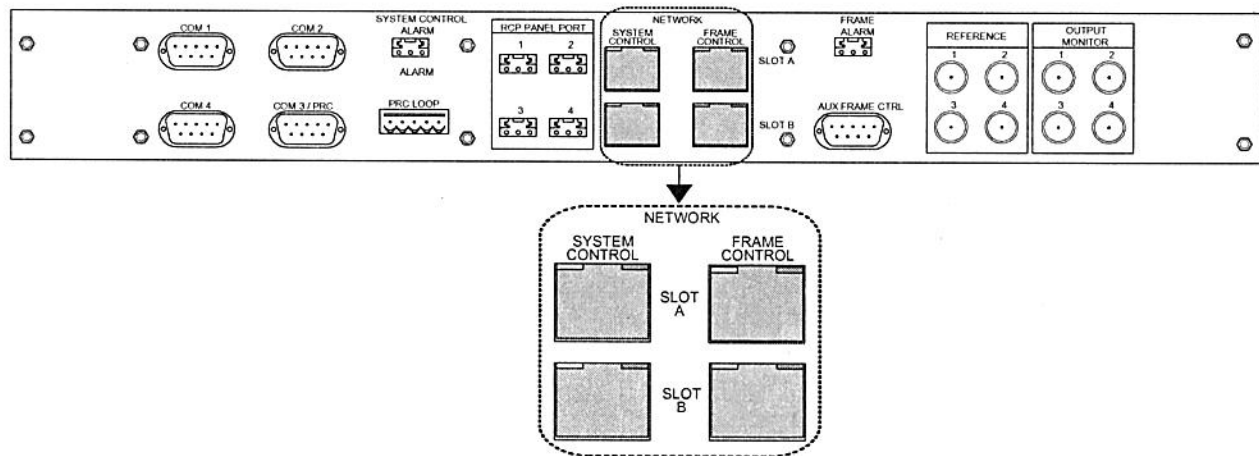 COM 1
COM 2
SYSTEM CONTROL
ALARM
ALARM
COM 4
COM 3 / PRC
PRC LOOP
RCP PANEL PORT
1 2
3 4
NETWORK
SYSTEM
CONTROL
FRAME
CONTROL
SLOT A
SLOT B
FRAME
ALARM
AUX FRAME CTRL
REFERENCE
1 2
3 4
OUTPUT
MONITOR
1 2
3 4
NETWORK
SYSTEM
CONTROL
FRAME
CONTROL
SLOT
A
SLOT
B